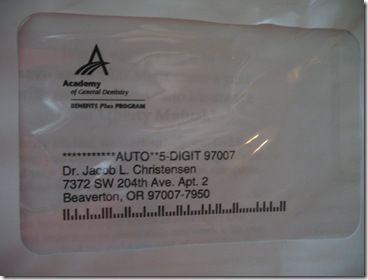 Academy
of General Dentistry
BENEFITS Plus PROGRAM
***********AUTO**5-DIGIT 97007
Dr. Jacob L. Christensen
7372 SW 204th Ave. Apt. 2
Beaverton, OR 97007-7950